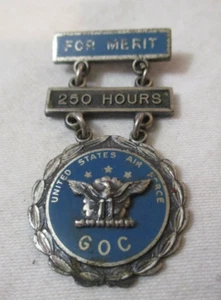 FOR MERIT
250 HOURS
UNITED STATES AIR FORCE
GOC